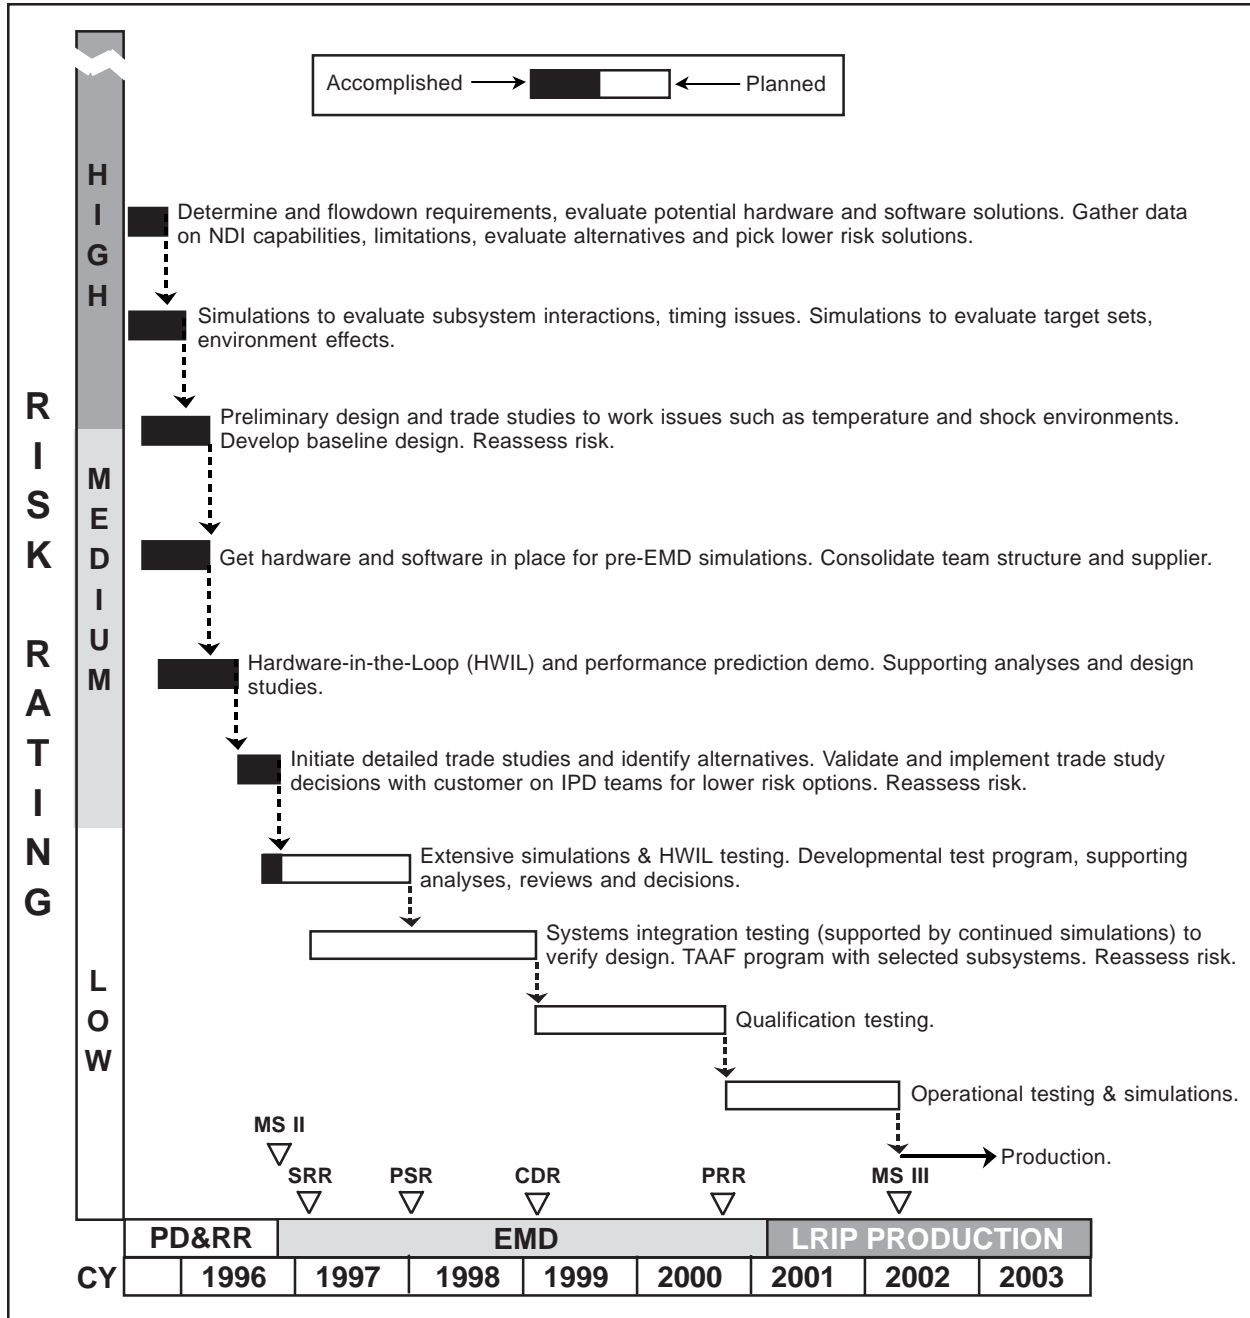 Accomplished
Planned
HIGH
MEDIUM
LOW
RISK RATING
Determine and flowdown requirements, evaluate potential hardware and software solutions. Gather data
on NDI capabilities, limitations, evaluate alternatives and pick lower risk solutions.
Simulations to evaluate subsystem interactions, timing issues. Simulations to evaluate target sets,
environment effects.
Preliminary design and trade studies to work issues such as temperature and shock environments.
Develop baseline design. Reassess risk.
Get hardware and software in place for pre-EMD simulations. Consolidate team structure and supplier.
Hardware-in-the-Loop (HWIL) and performance prediction demo. Supporting analyses and design
studies.
Initiate detailed trade studies and identify alternatives. Validate and implement trade study
decisions with customer on IPD teams for lower risk options. Reassess risk.
Extensive simulations & HWIL testing. Developmental test program, supporting
analyses, reviews and decisions.
Systems integration testing (supported by continued simulations) to
verify design. TAAF program with selected subsystems. Reassess risk.
Qualification testing.
Operational testing & simulations.
Production.
MS II
SRR
PSR
CDR
PRR
MS III
PD&RR
EMD
LRIP PRODUCTION
CY
1996
1997
1998
1999
2000
2001
2002
2003